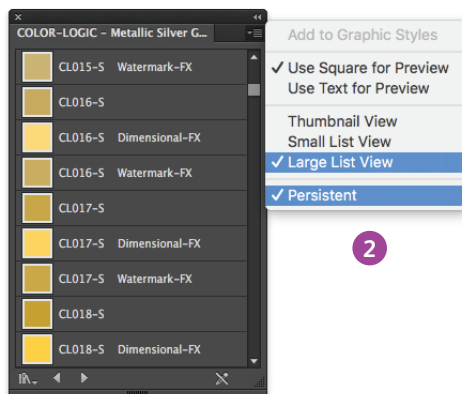 COLOR-LOGIC - Metallic Silver G...
CL015-S Watermark-FX
CL016-S
CL016-S Dimensional-FX
CL016-S Watermark-FX
CL017-S
CL017-S Dimensional-FX
CL017-S Watermark-FX
CL018-S
CL018-S Dimensional-FX
Add to Graphic Styles
✓ Use Square for Preview
Use Text for Preview
Thumbnail View
Small List View
✓ Large List View
✓ Persistent
2